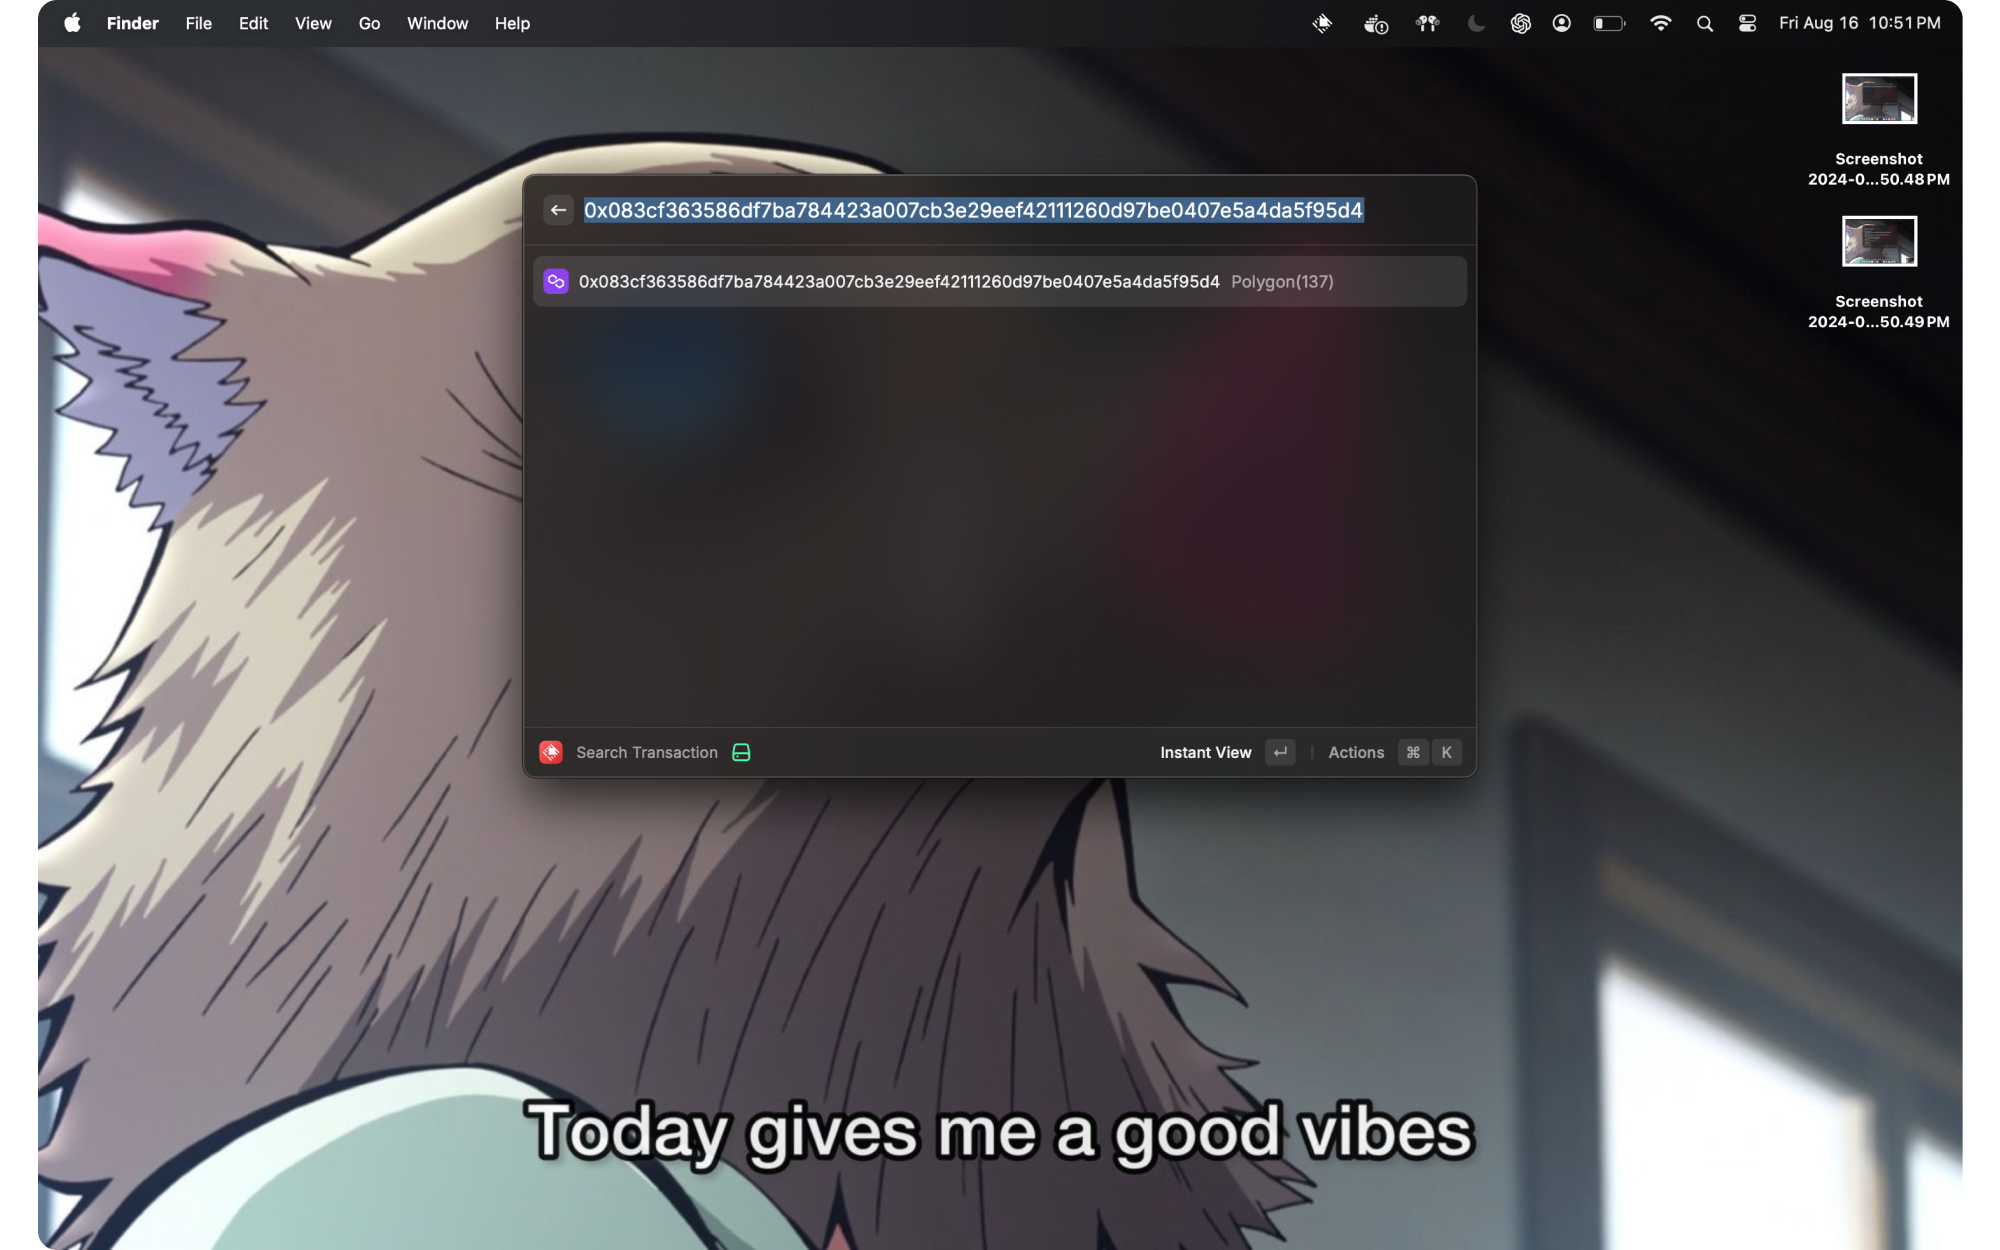 Finder File Edit View Go Window Help Fri Aug 16 10:51 PM
Screenshot
2024-0...50.48 PM
Screenshot
2024-0...50.49 PM
0x083cf363586df7ba784423a007cb3e29eef42111260d97be0407e5a4da5f95d4
0x083cf363586df7ba784423a007cb3e29eef42111260d97be0407e5a4da5f95d4 Polygon(137)
Search Transaction Instant View Actions ⌘ K
Today gives me a good vibes